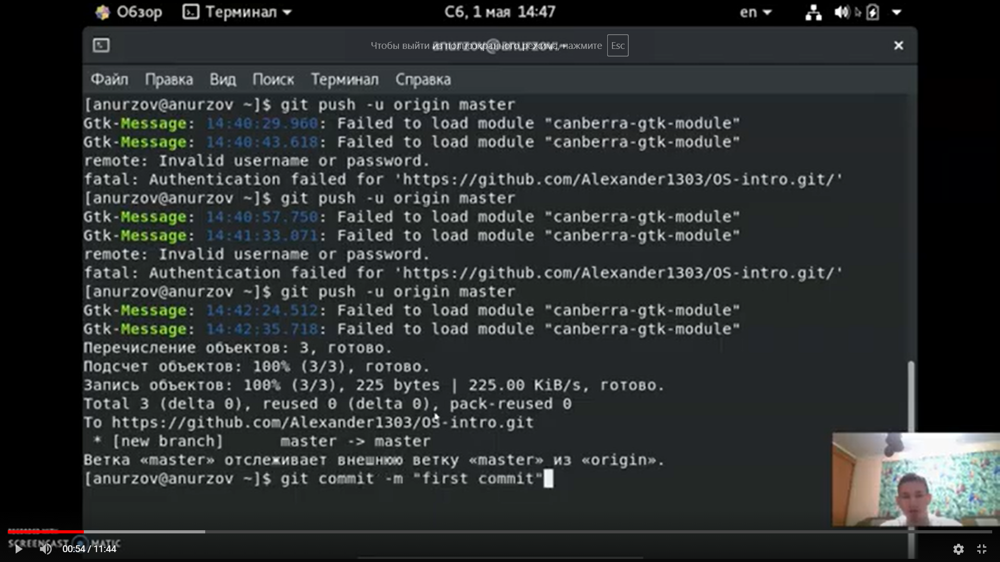 Обзор Терминал Сб, 1 мая 14:47 en
Чтобы выйти из полноэкранного режима, нажмите Esc
Файл Правка Вид Поиск Терминал Справка
[anurzov@anurzov ~]$ git push -u origin master
Gtk-Message: 14:40:29.960: Failed to load module "canberra-gtk-module"
Gtk-Message: 14:40:43.618: Failed to load module "canberra-gtk-module"
remote: Invalid username or password.
fatal: Authentication failed for 'https://github.com/Alexander1303/OS-intro.git/'
[anurzov@anurzov ~]$ git push -u origin master
Gtk-Message: 14:40:57.750: Failed to load module "canberra-gtk-module"
Gtk-Message: 14:41:33.071: Failed to load module "canberra-gtk-module"
remote: Invalid username or password.
fatal: Authentication failed for 'https://github.com/Alexander1303/OS-intro.git/'
[anurzov@anurzov ~]$ git push -u origin master
Gtk-Message: 14:42:24.512: Failed to load module "canberra-gtk-module"
Gtk-Message: 14:42:35.718: Failed to load module "canberra-gtk-module"
Перечисление объектов: 3, готово.
Подсчет объектов: 100% (3/3), готово.
Запись объектов: 100% (3/3), 225 bytes | 225.00 KiB/s, готово.
Total 3 (delta 0), reused 0 (delta 0), pack-reused 0
To https://github.com/Alexander1303/OS-intro.git
 * [new branch]      master -> master
Ветка «master» отслеживает внешнюю ветку «master» из «origin».
[anurzov@anurzov ~]$ git commit -m "first commit"
SCREENCAST MATIC
00:54 / 11:44